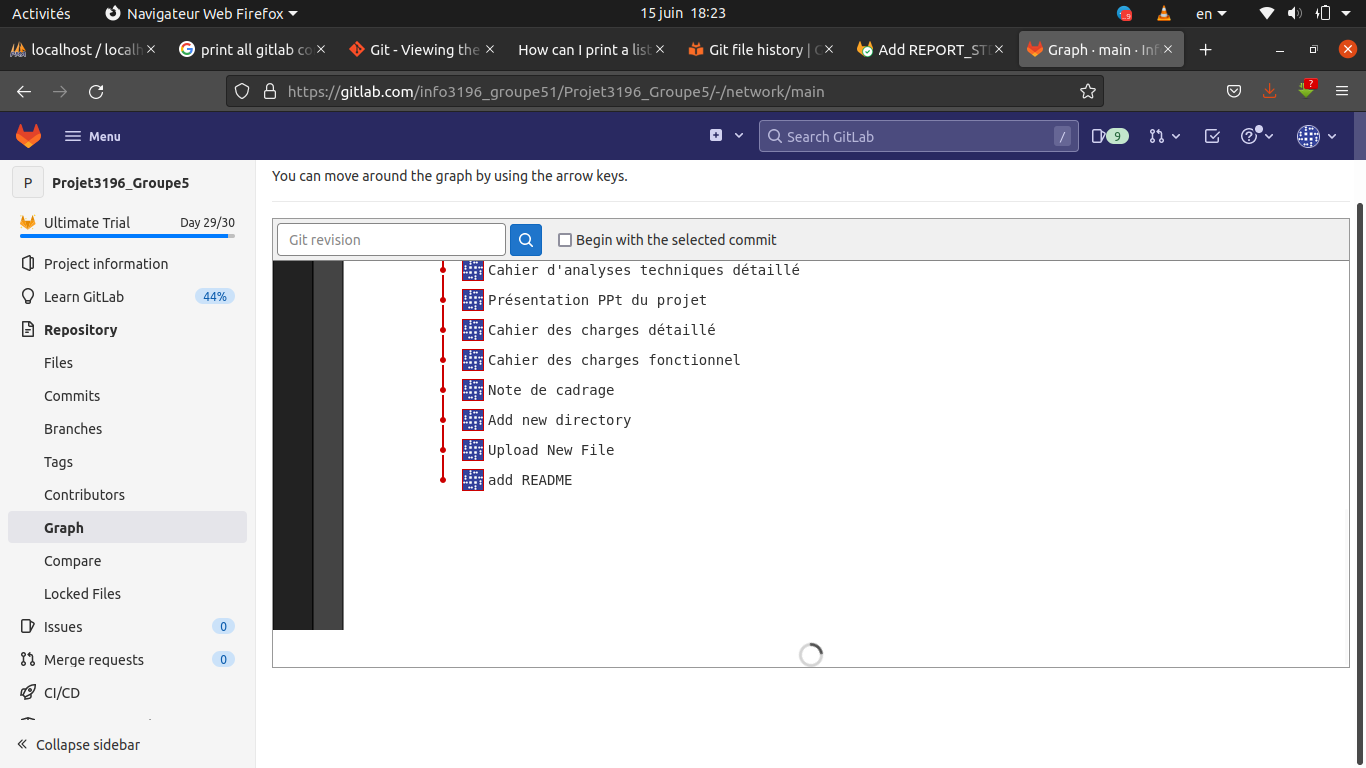 Activités Navigateur Web Firefox 15 juin 18:23 en
localhost / localh print all gitlab co Git - Viewing the How can I print a list Git file history | C Add REPORT_STD Graph · main · Inf
https://gitlab.com/info3196_groupe51/Projet3196_Groupe5/-/network/main ?
Menu Search GitLab / 9
P Projet3196_Groupe5
Ultimate Trial Day 29/30
Project information
Learn GitLab 44%
Repository
Files
Commits
Branches
Tags
Contributors
Graph
Compare
Locked Files
Issues 0
Merge requests 0
CI/CD
Collapse sidebar
You can move around the graph by using the arrow keys.
Git revision Begin with the selected commit
Cahier d'analyses techniques détaillé
Présentation PPt du projet
Cahier des charges détaillé
Cahier des charges fonctionnel
Note de cadrage
Add new directory
Upload New File
add README